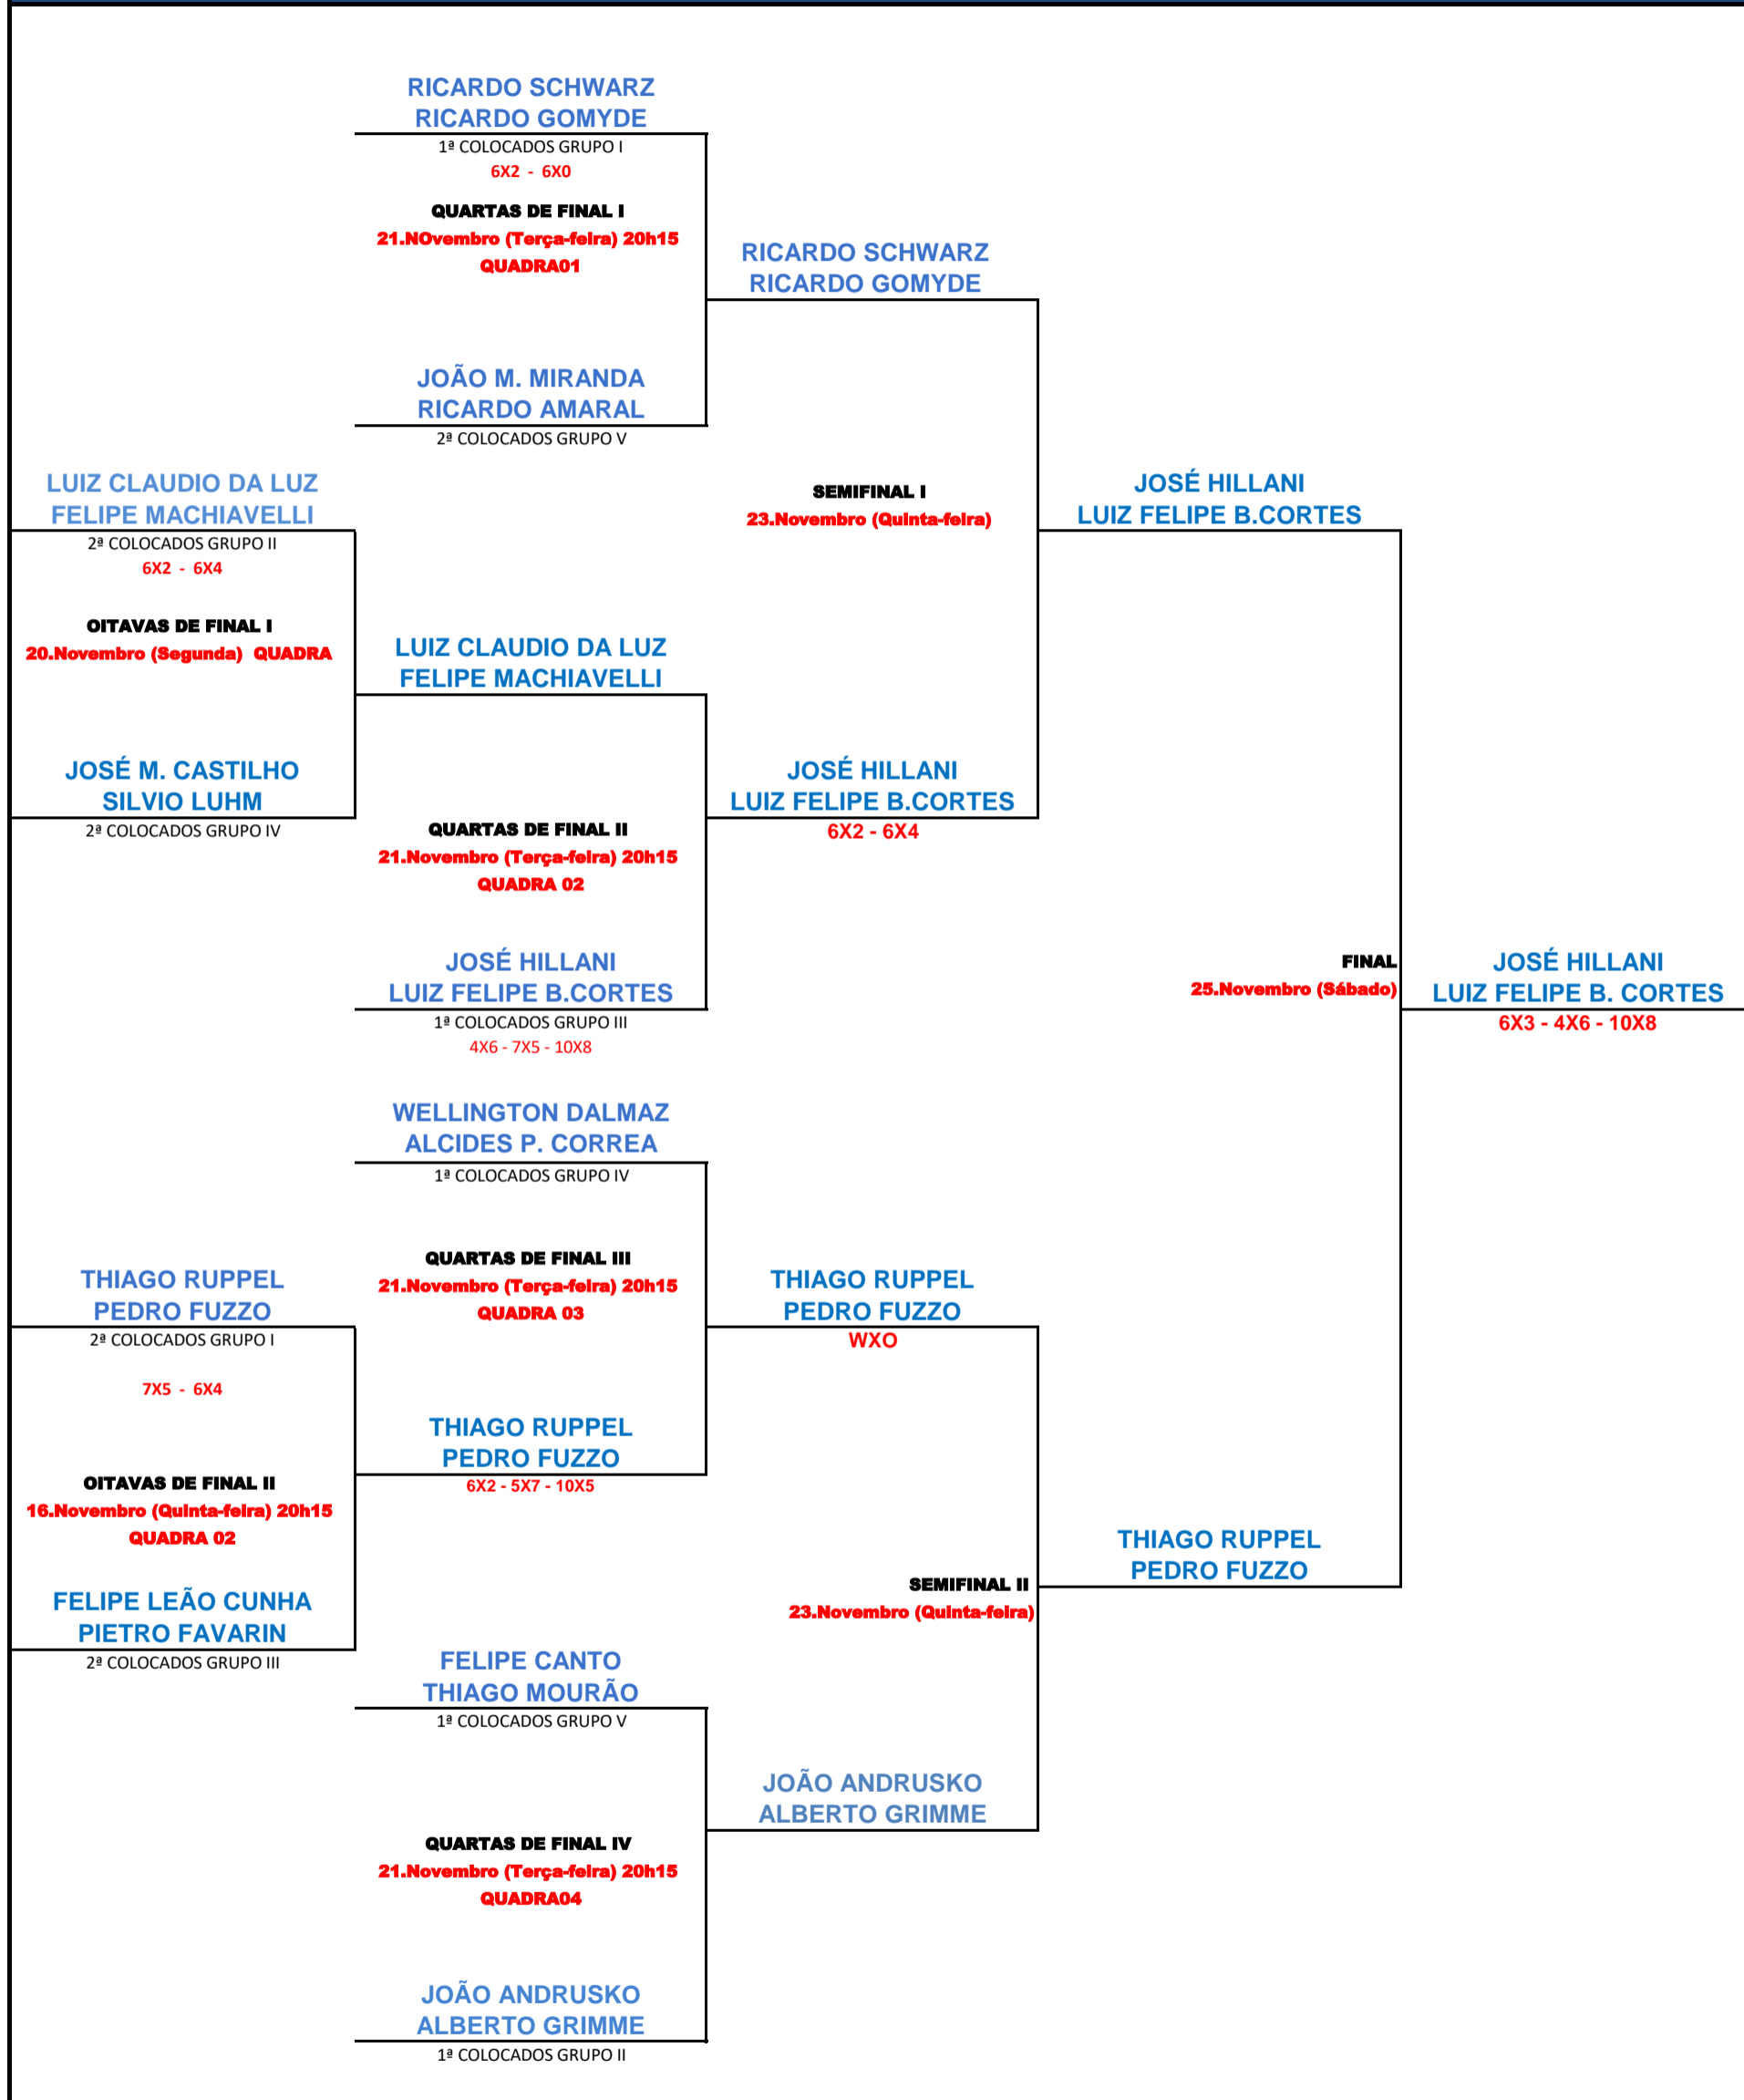 RICARDO SCHWARZ
RICARDO GOMYDE
1ª COLOCADOS GRUPO I
6X2 - 6X0
QUARTAS DE FINAL I
21.NOvembro (Terça-feira) 20h15
QUADRA01
JOÃO M. MIRANDA
RICARDO AMARAL
2ª COLOCADOS GRUPO V
RICARDO SCHWARZ
RICARDO GOMYDE
LUIZ CLAUDIO DA LUZ
FELIPE MACHIAVELLI
2ª COLOCADOS GRUPO II
6X2 - 6X4
OITAVAS DE FINAL I
20.Novembro (Segunda) QUADRA
JOSÉ M. CASTILHO
SILVIO LUHM
2ª COLOCADOS GRUPO IV
LUIZ CLAUDIO DA LUZ
FELIPE MACHIAVELLI
QUARTAS DE FINAL II
21.Novembro (Terça-feira) 20h15
QUADRA 02
JOSÉ HILLANI
LUIZ FELIPE B.CORTES
1ª COLOCADOS GRUPO III
4X6 - 7X5 - 10X8
SEMIFINAL I
23.Novembro (Quinta-feira)
JOSÉ HILLANI
LUIZ FELIPE B.CORTES
6X2 - 6X4
JOSÉ HILLANI
LUIZ FELIPE B.CORTES
FINAL
25.Novembro (Sábado)
JOSÉ HILLANI
LUIZ FELIPE B. CORTES
6X3 - 4X6 - 10X8
WELLINGTON DALMAZ
ALCIDES P. CORREA
1ª COLOCADOS GRUPO IV
QUARTAS DE FINAL III
21.Novembro (Terça-feira) 20h15
QUADRA 03
THIAGO RUPPEL
PEDRO FUZZO
2ª COLOCADOS GRUPO I
7X5 - 6X4
OITAVAS DE FINAL II
16.Novembro (Quinta-feira) 20h15
QUADRA 02
FELIPE LEÃO CUNHA
PIETRO FAVARIN
2ª COLOCADOS GRUPO III
THIAGO RUPPEL
PEDRO FUZZO
6X2 - 5X7 - 10X5
THIAGO RUPPEL
PEDRO FUZZO
WXO
SEMIFINAL II
23.Novembro (Quinta-feira)
THIAGO RUPPEL
PEDRO FUZZO
FELIPE CANTO
THIAGO MOURÃO
1ª COLOCADOS GRUPO V
QUARTAS DE FINAL IV
21.Novembro (Terça-feira) 20h15
QUADRA04
JOÃO ANDRUSKO
ALBERTO GRIMME
JOÃO ANDRUSKO
ALBERTO GRIMME
1ª COLOCADOS GRUPO II